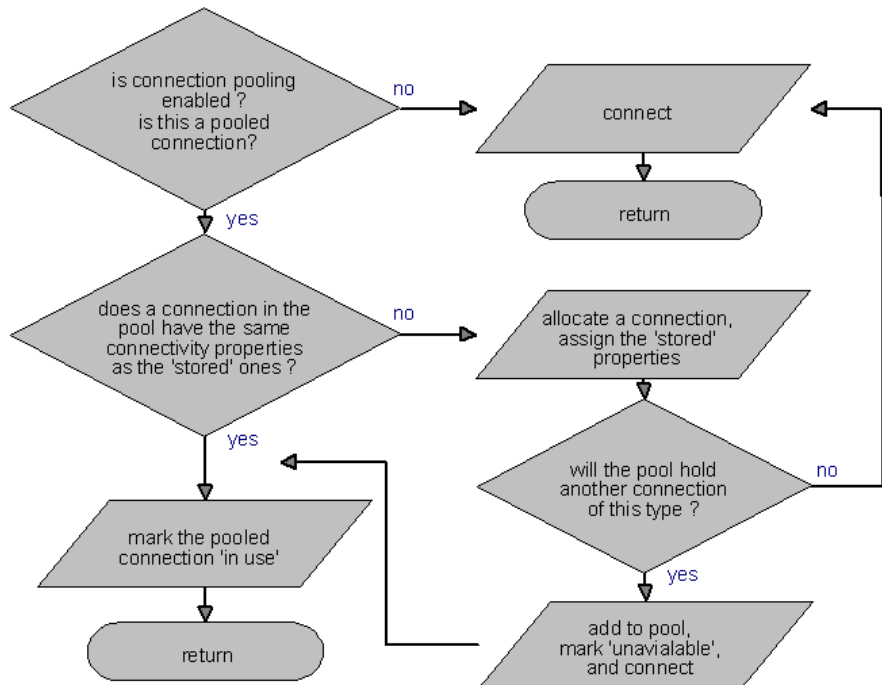 is connection pooling
enabled ?
is this a pooled
connection?
no
connect
return
yes
does a connection in the
pool have the same
connectivity properties
as the 'stored' ones ?
no
allocate a connection,
assign the 'stored'
properties
yes
will the pool hold
another connection
of this type ?
no
mark the pooled
connection 'in use'
yes
return
add to pool,
mark 'unavialable',
and connect